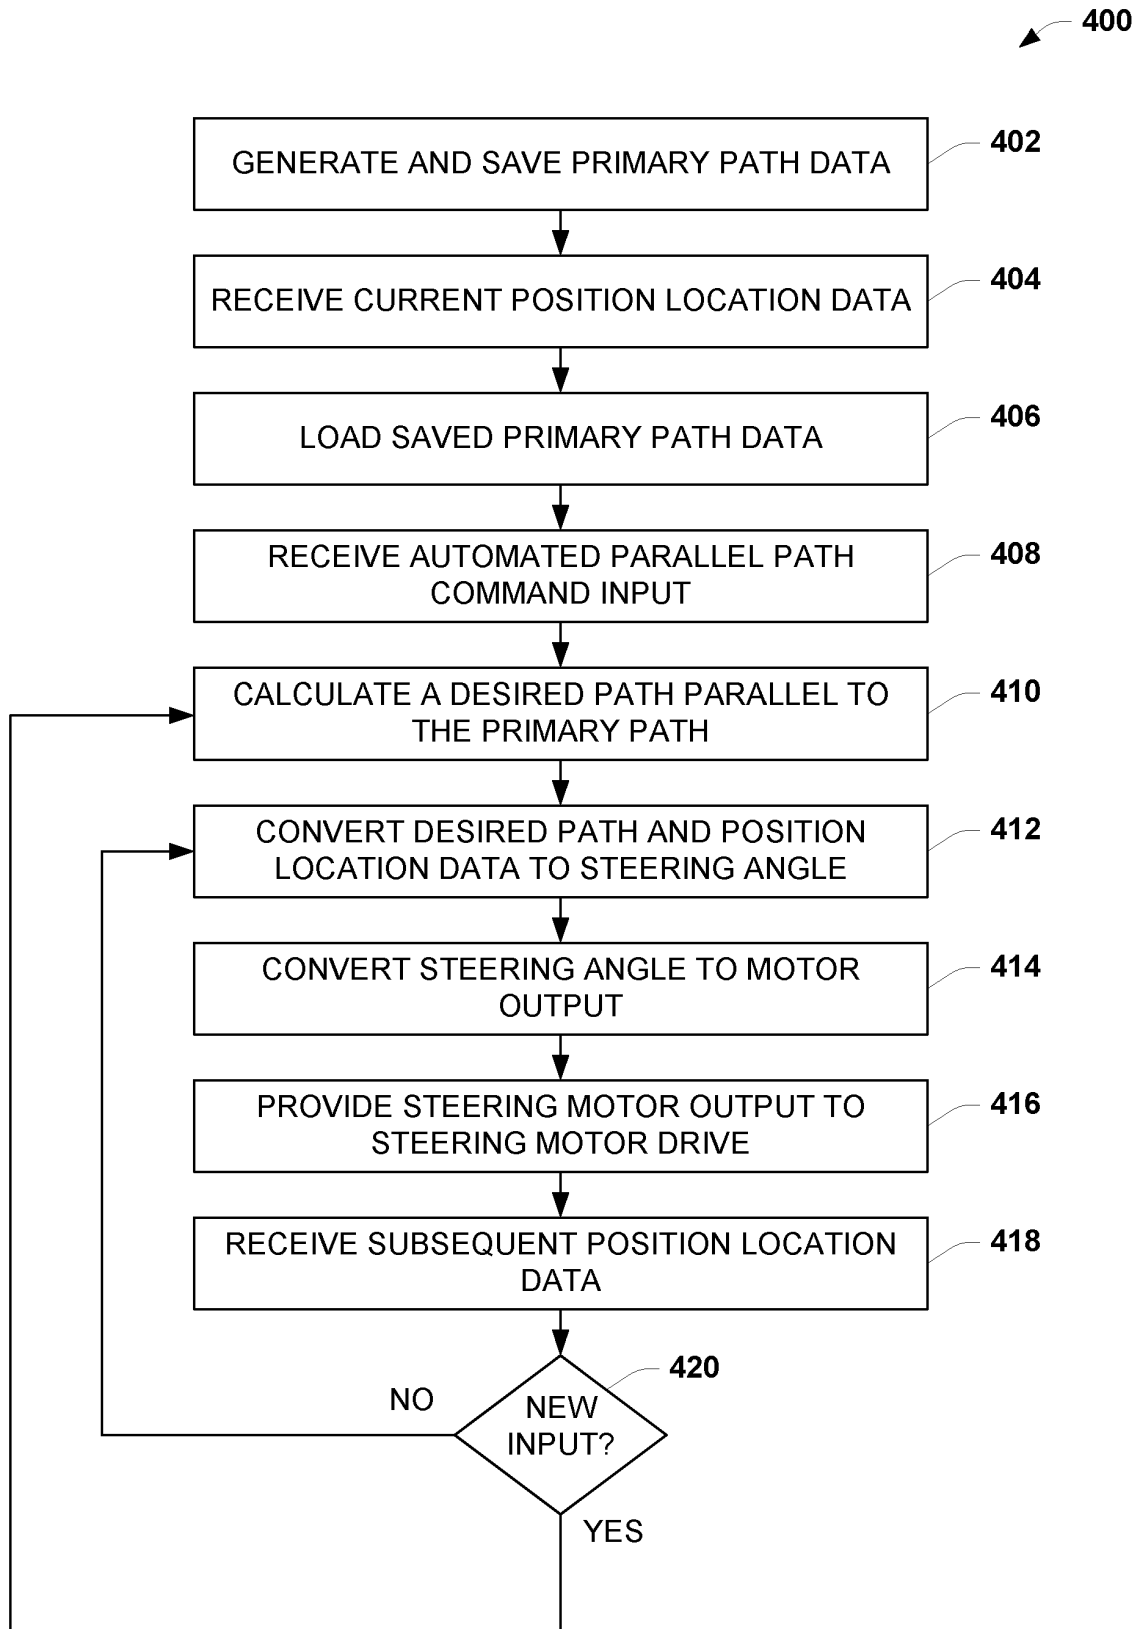 400
GENERATE AND SAVE PRIMARY PATH DATA
402
RECEIVE CURRENT POSITION LOCATION DATA
404
LOAD SAVED PRIMARY PATH DATA
406
RECEIVE AUTOMATED PARALLEL PATH
COMMAND INPUT
408
CALCULATE A DESIRED PATH PARALLEL TO
THE PRIMARY PATH
410
CONVERT DESIRED PATH AND POSITION
LOCATION DATA TO STEERING ANGLE
412
CONVERT STEERING ANGLE TO MOTOR
OUTPUT
414
PROVIDE STEERING MOTOR OUTPUT TO
STEERING MOTOR DRIVE
416
RECEIVE SUBSEQUENT POSITION LOCATION
DATA
418
420
NO
NEW
INPUT?
YES